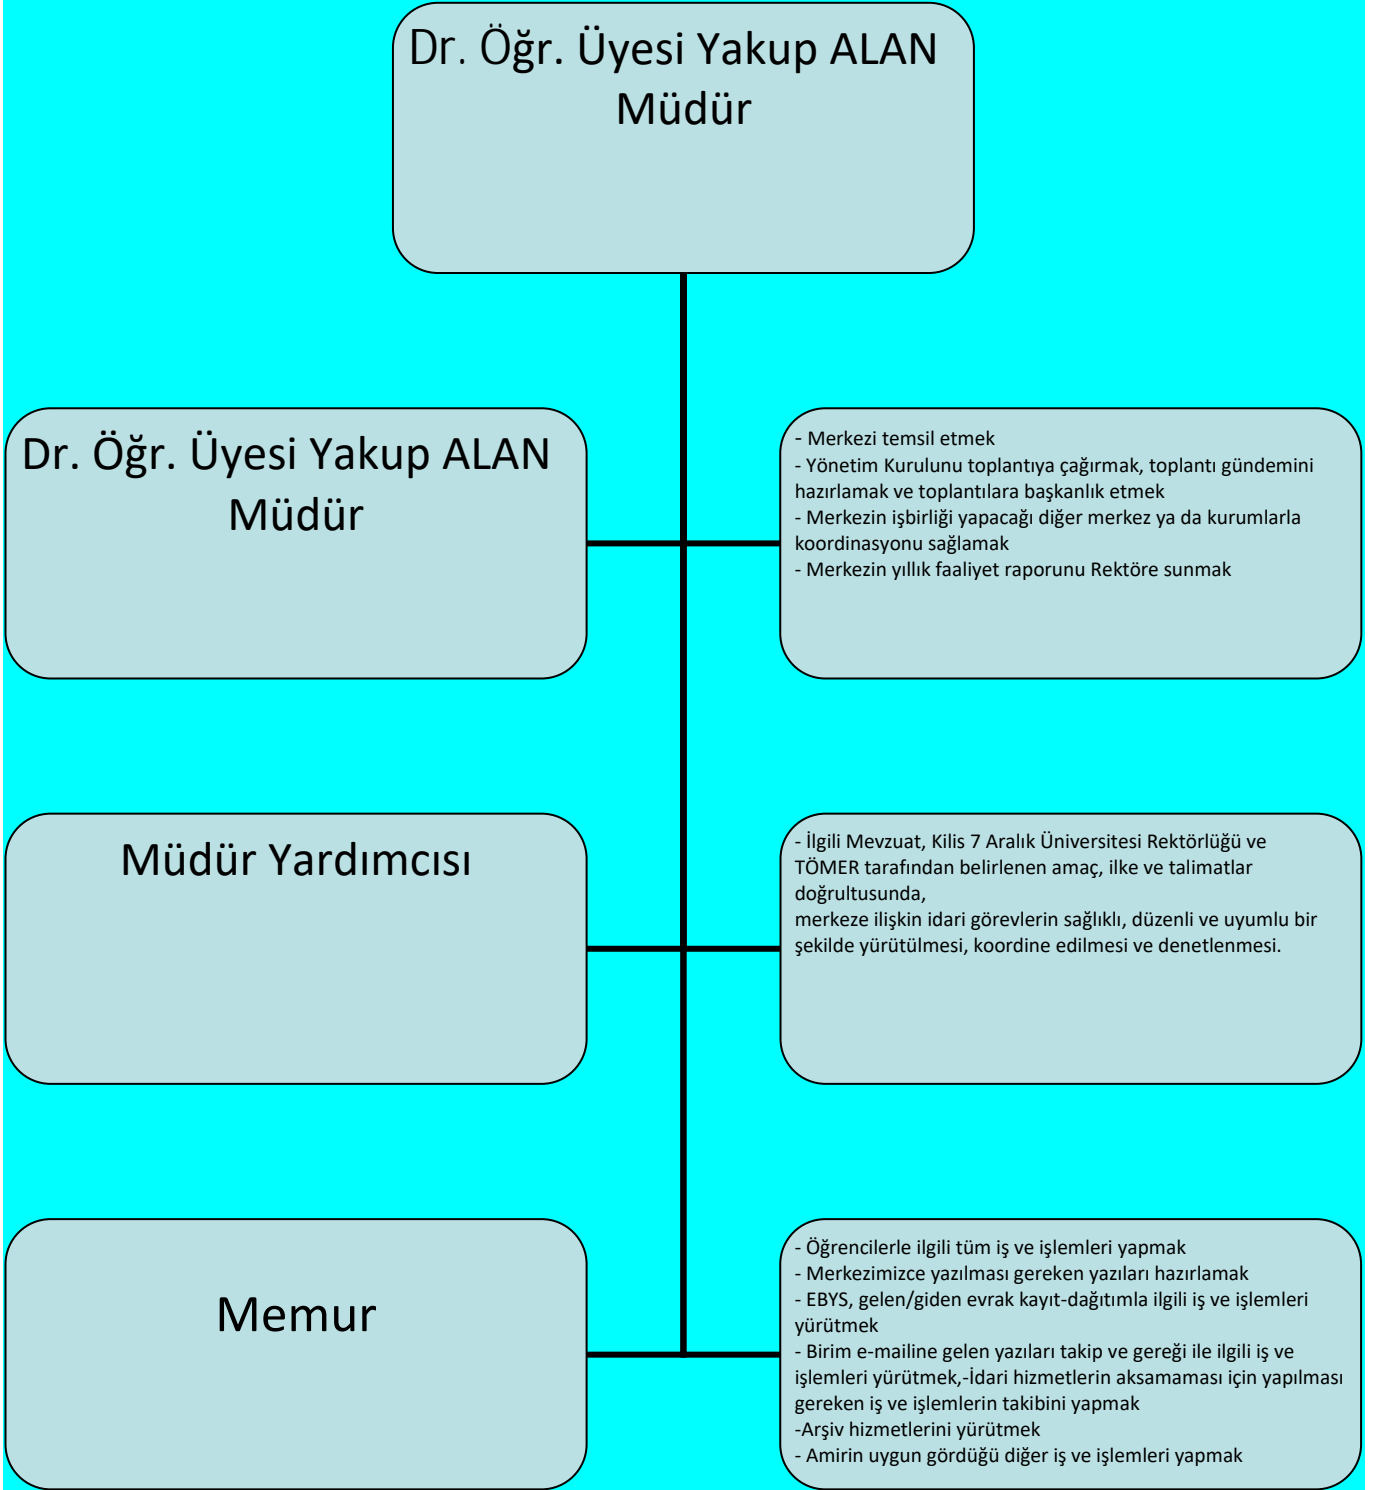 Dr. Öğr. Üyesi Yakup ALAN
Müdür
Dr. Öğr. Üyesi Yakup ALAN
Müdür
- Merkezi temsil etmek
- Yönetim Kurulunu toplantıya çağırmak, toplantı gündemini
hazırlamak ve toplantılara başkanlık etmek
- Merkezin işbirliği yapacağı diğer merkez ya da kurumlarla
koordinasyonu sağlamak
- Merkezin yıllık faaliyet raporunu Rektöre sunmak
Müdür Yardımcısı
- İlgili Mevzuat, Kilis 7 Aralık Üniversitesi Rektörlüğü ve
TÖMER tarafından belirlenen amaç, ilke ve talimatlar
doğrultusunda,
merkeze ilişkin idari görevlerin sağlıklı, düzenli ve uyumlu bir
şekilde yürütülmesi, koordine edilmesi ve denetlenmesi.
Memur
- Öğrencilerle ilgili tüm iş ve işlemleri yapmak
- Merkezimizce yazılması gereken yazıları hazırlamak
- EBYS, gelen/giden evrak kayıt-dağıtımla ilgili iş ve işlemleri
yürütmek
- Birim e-mailine gelen yazıları takip ve gereği ile ilgili iş ve
işlemleri yürütmek,-İdari hizmetlerin aksamaması için yapılması
gereken iş ve işlemlerin takibini yapmak
-Arşiv hizmetlerini yürütmek
- Amirin uygun gördüğü diğer iş ve işlemleri yapmak